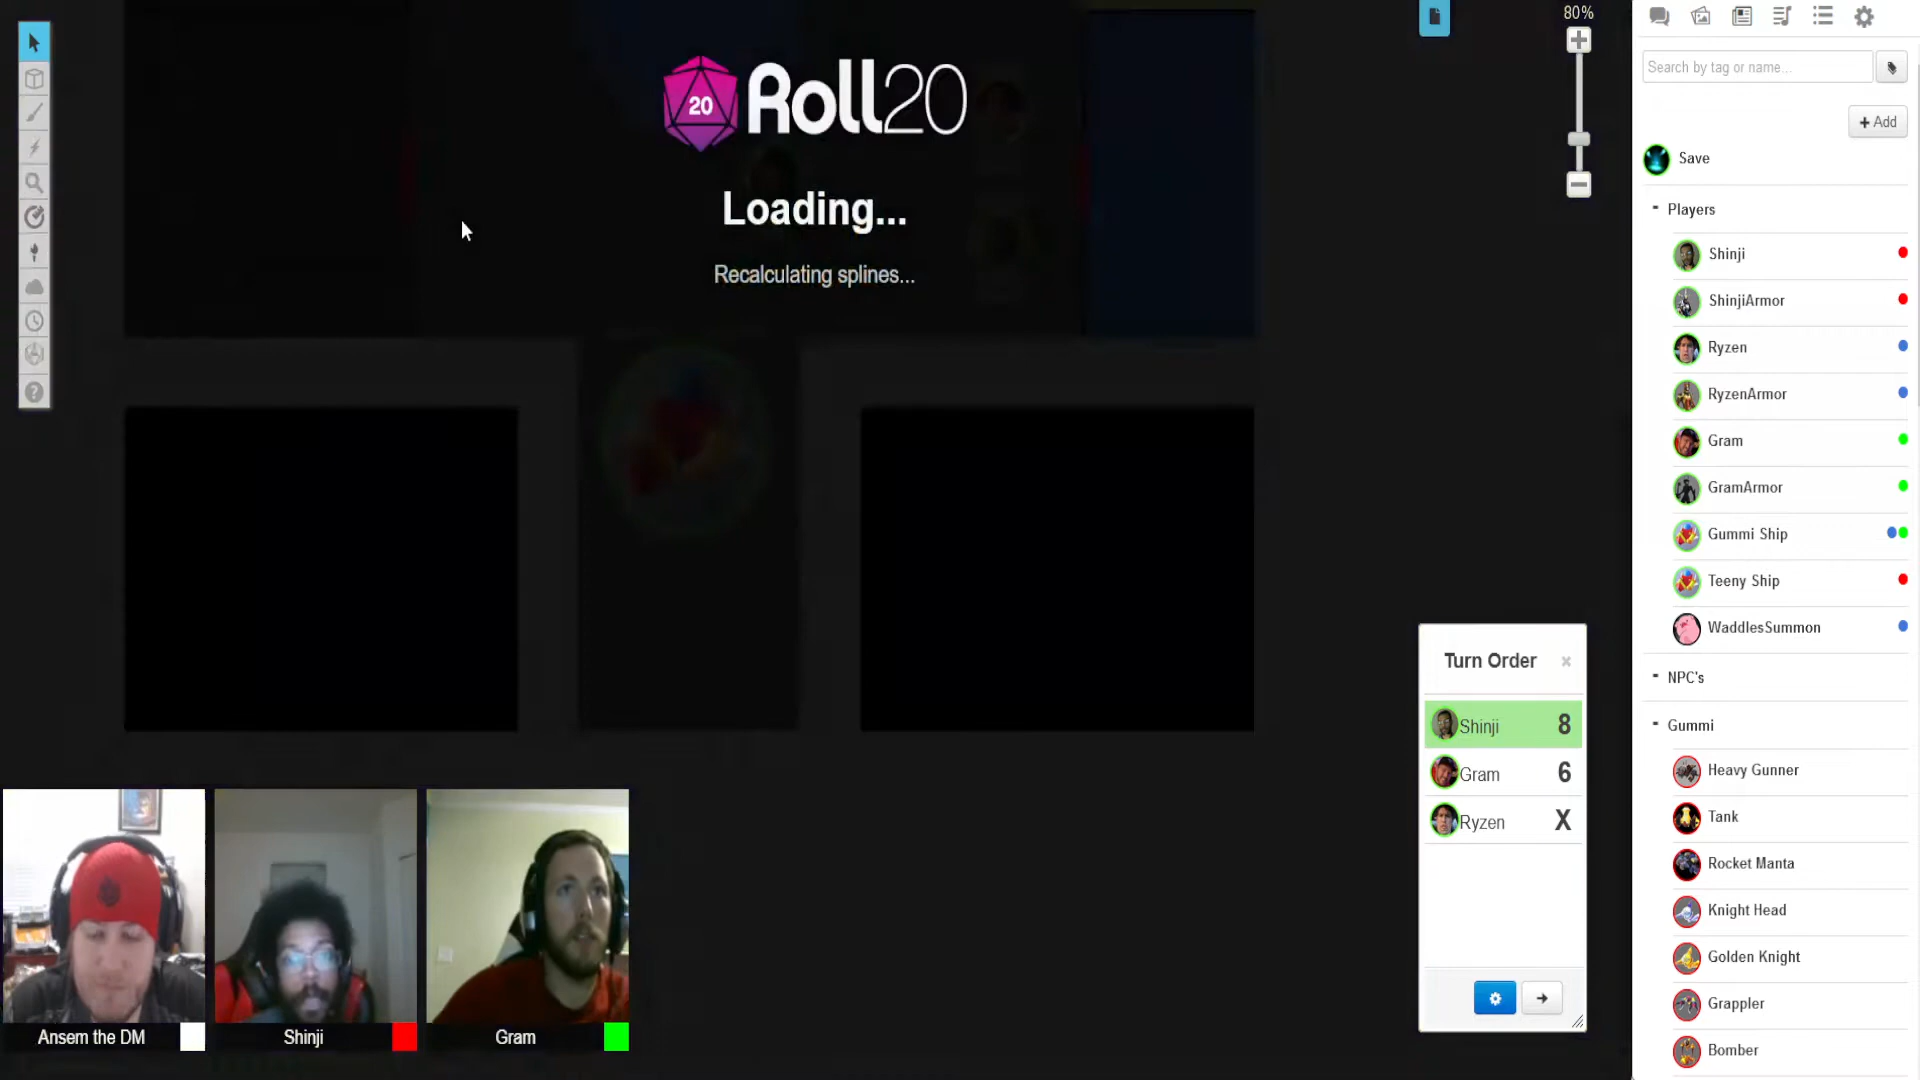 20 Roll20
Loading...
Recalculating splines...
80%
Search by tag or name...
+ Add
Save
- Players
Shinji
ShinjiArmor
Ryzen
RyzenArmor
Gram
GramArmor
Gummi Ship
Teeny Ship
WaddlesSummon
- NPC's
- Gummi
Heavy Gunner
Tank
Rocket Manta
Knight Head
Golden Knight
Grappler
Bomber
Turn Order ×
Shinji 8
Gram 6
Ryzen X
Ansem the DM
Shinji
Gram